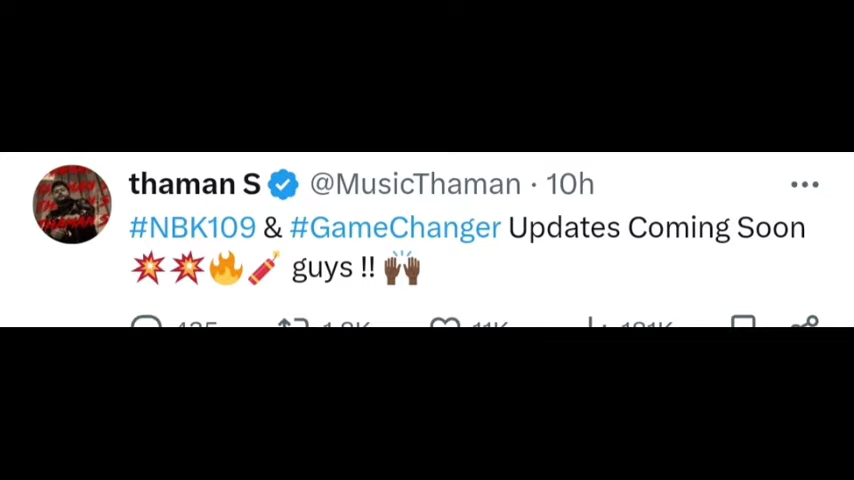 thaman S @MusicThaman · 10h
#NBK109 & #GameChanger Updates Coming Soon
💥💥🔥🧨 guys !! 🙌🏾